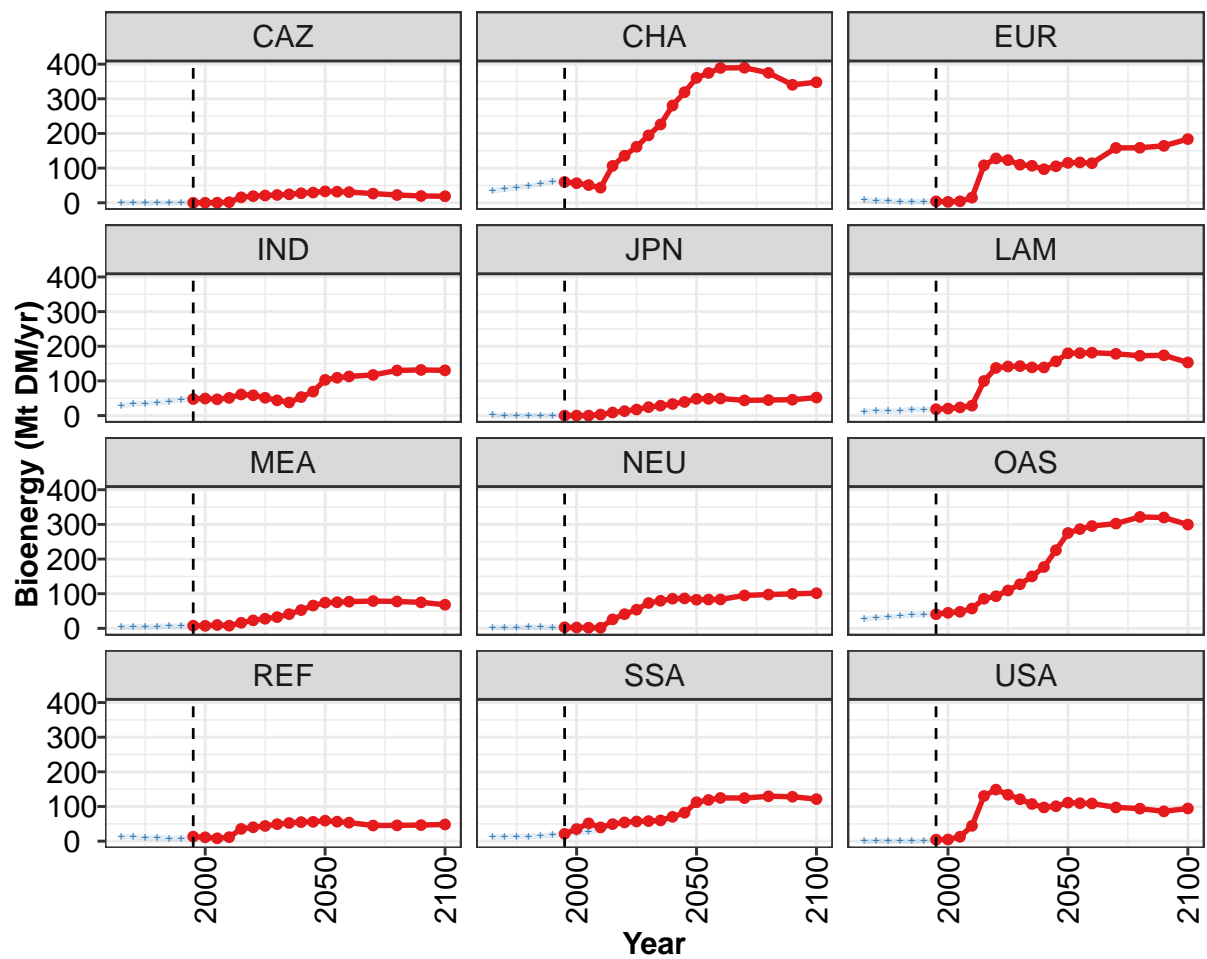 CAZ CHA EUR
400
300
200
100
0
IND JPN LAM
400
300
200
100
0
MEA NEU OAS
400
300
200
100
0
REF SSA USA
400
300
200
100
0
2000 2050 2100 2000 2050 2100 2000 2050 2100
Year
Bioenergy (Mt DM/yr)